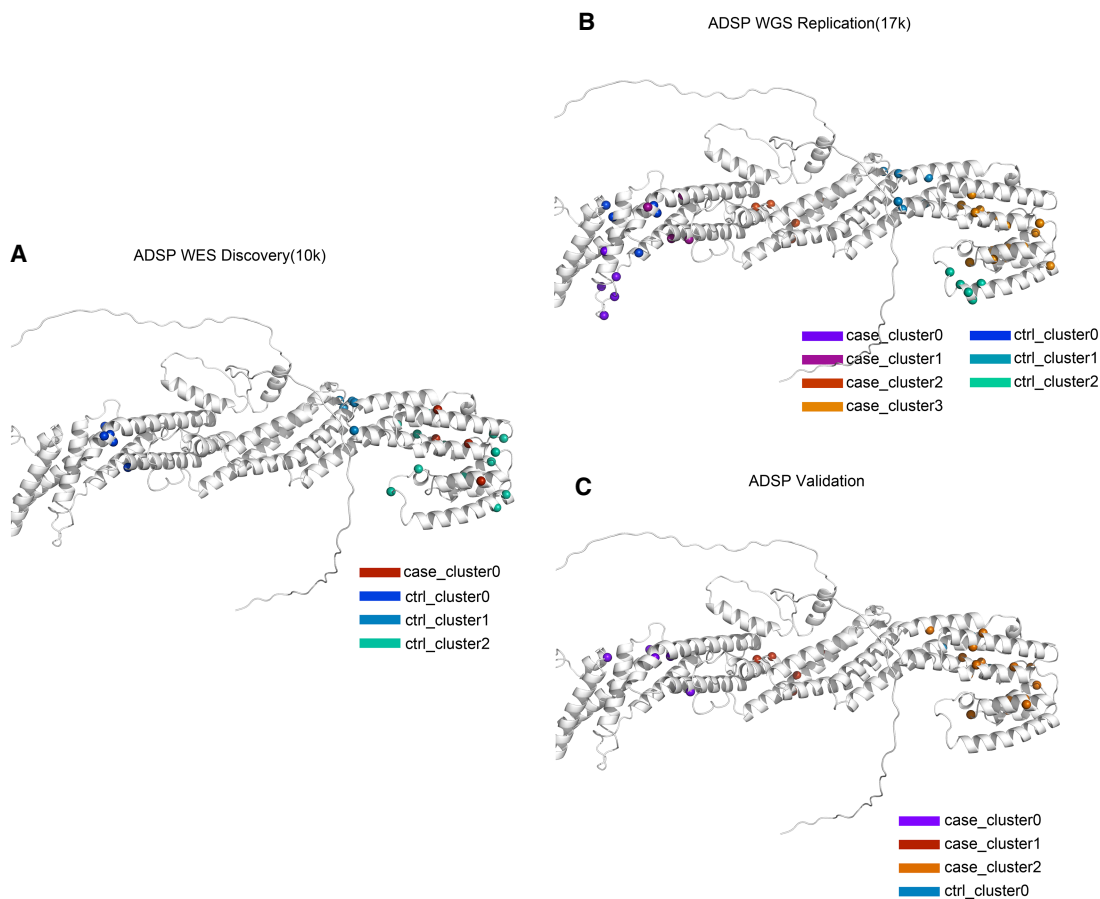 A
ADSP WES Discovery(10k)
case_cluster0
ctrl_cluster0
ctrl_cluster1
ctrl_cluster2
B
ADSP WGS Replication(17k)
case_cluster0
case_cluster1
case_cluster2
case_cluster3
ctrl_cluster0
ctrl_cluster1
ctrl_cluster2
C
ADSP Validation
case_cluster0
case_cluster1
case_cluster2
ctrl_cluster0